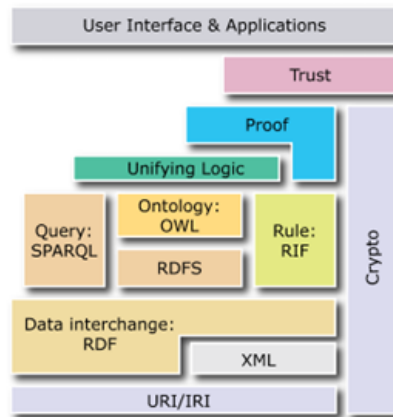 User Interface & Applications
Trust
Proof
Unifying Logic
Query:
SPARQL
Ontology:
OWL
RDFS
Rule:
RIF
Crypto
Data interchange:
RDF
XML
URI/IRI